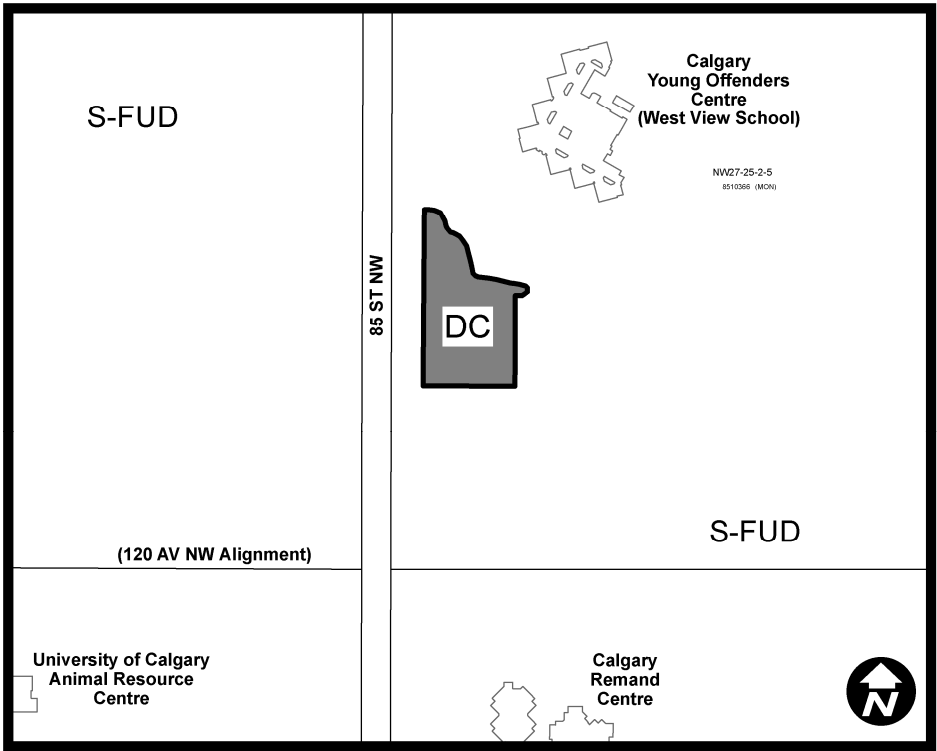 Calgary
Young Offenders
Centre
(West View School)
S-FUD
NW27-25-2-5
8510366 (MON)
85 ST NW
DC
S-FUD
(120 AV NW Alignment)
University of Calgary
Animal Resource
Centre
Calgary
Remand
Centre
N